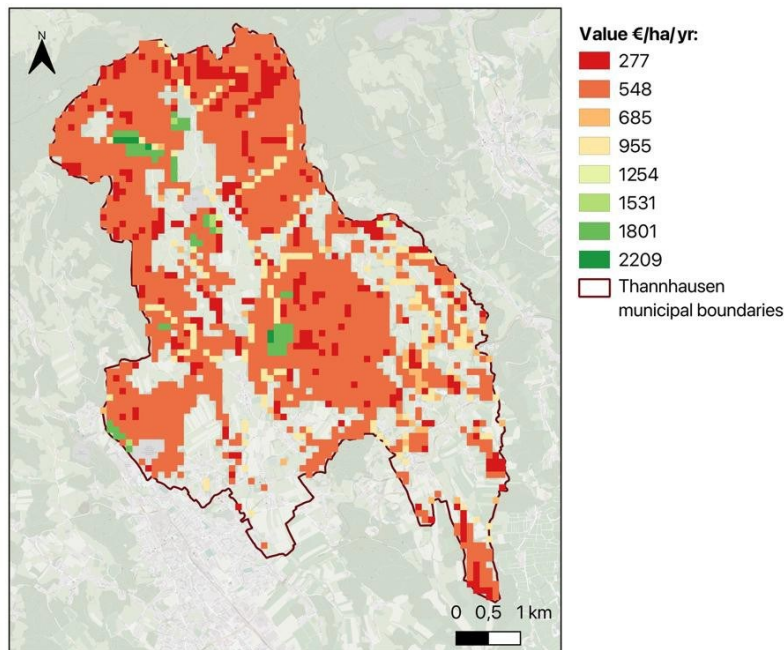 N
Value €/ha/yr:
277
548
685
955
1254
1531
1801
2209
Thannhausen
municipal boundaries
0 0,5 1 km